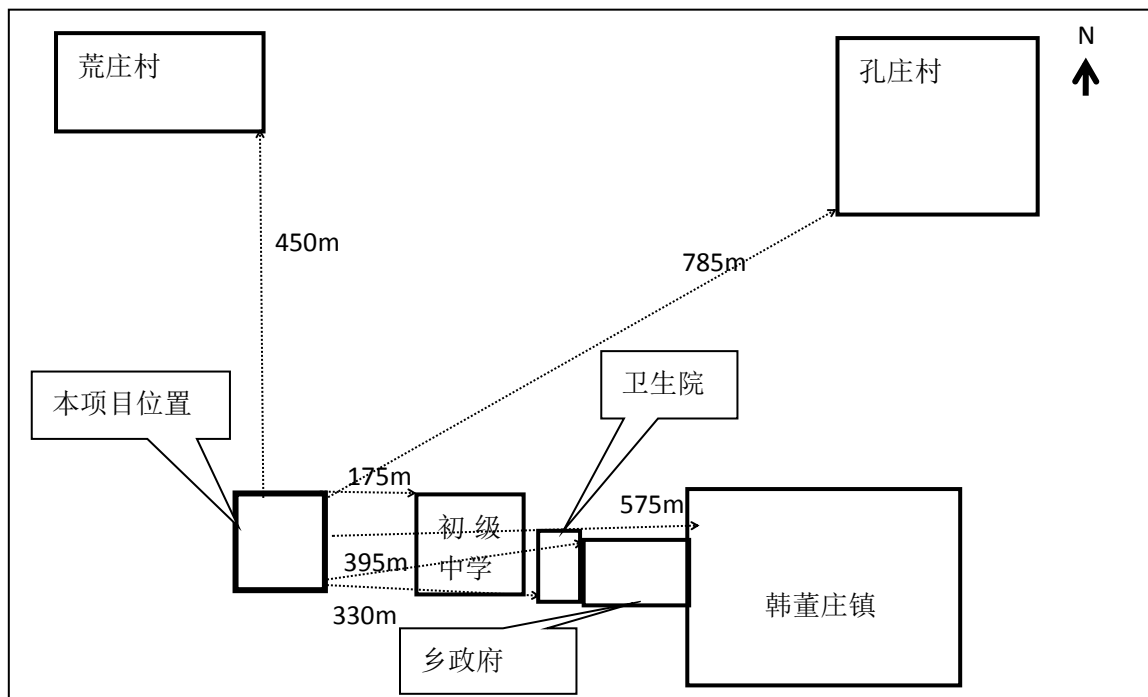 荒庄村
孔庄村
N
450m
785m
本项目位置
卫生院
175m
575m
初 级
中学
395m
330m
韩董庄镇
乡政府